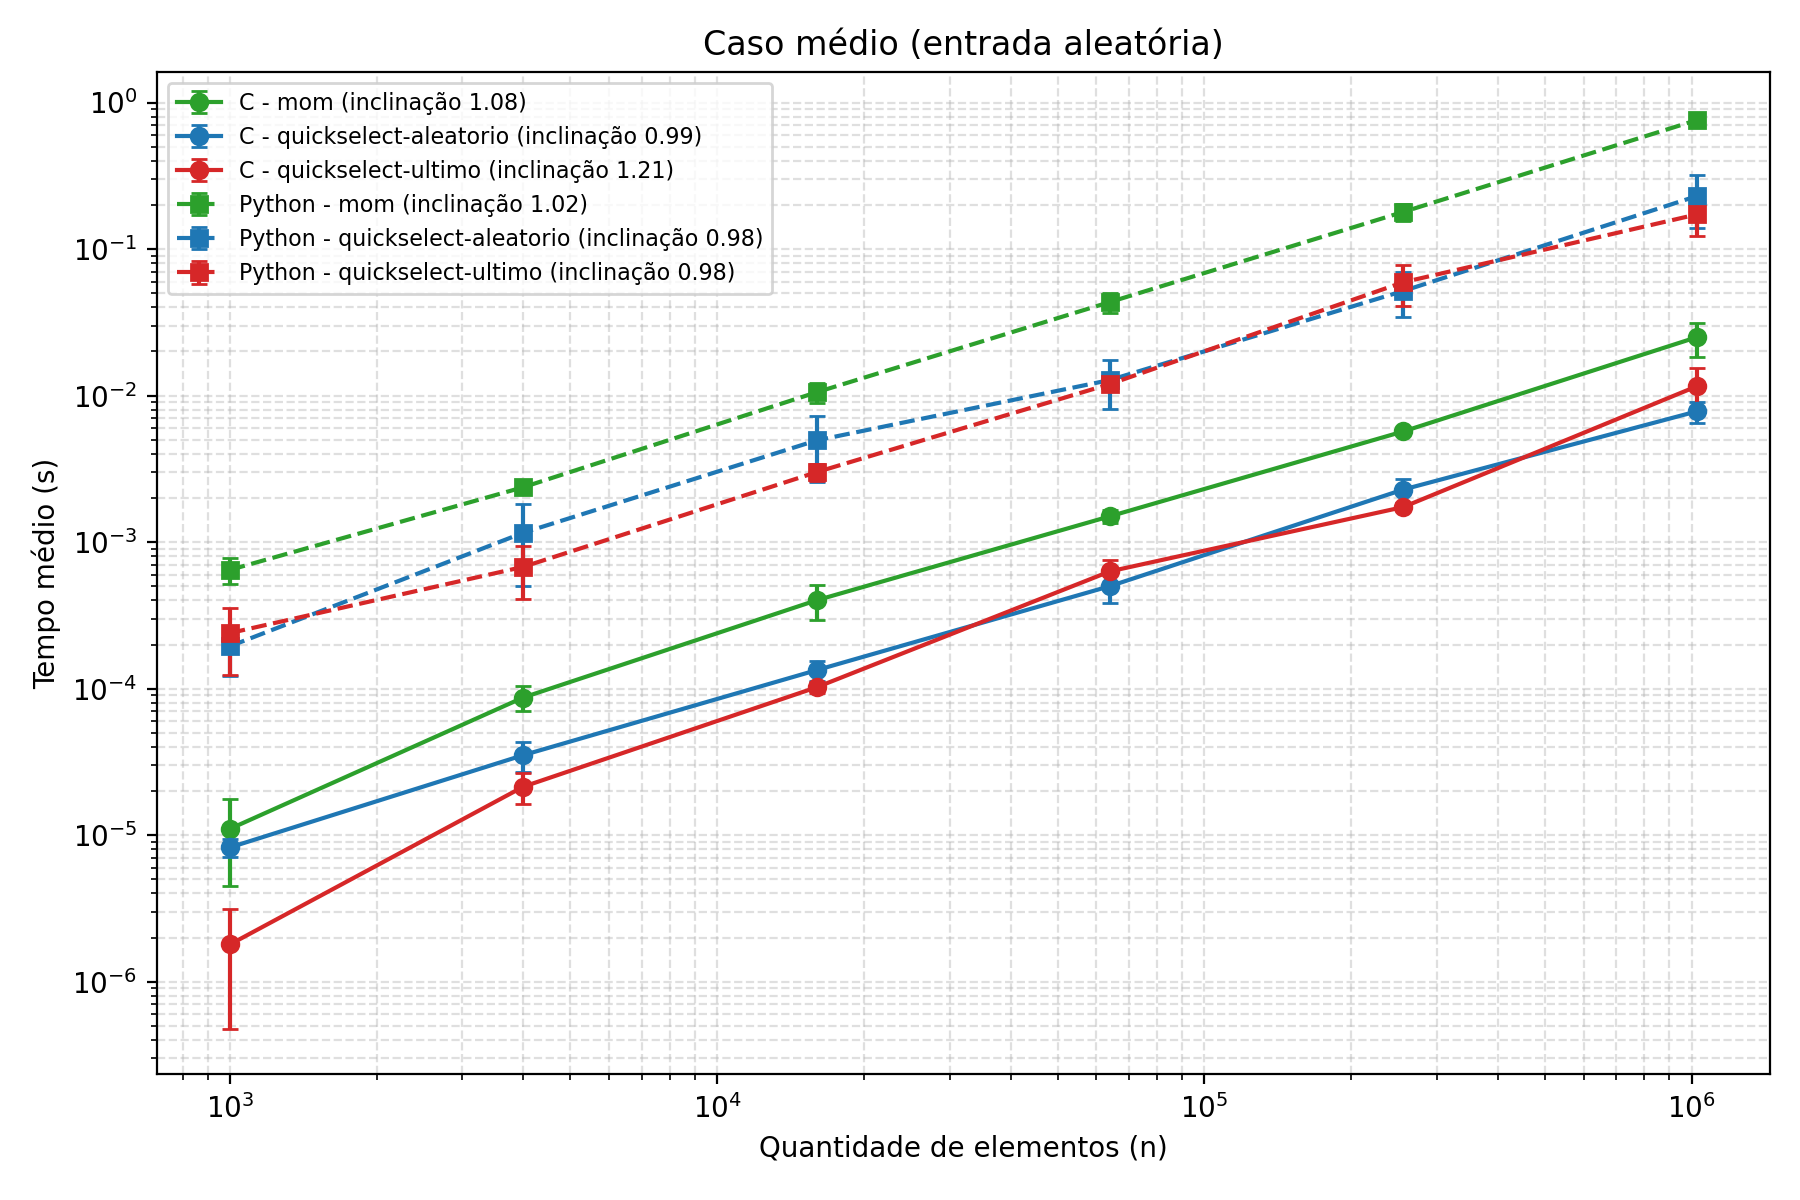 Caso médio (entrada aleatória)
C - mom (inclinação 1.08)
C - quickselect-aleatorio (inclinação 0.99)
C - quickselect-ultimo (inclinação 1.21)
Python - mom (inclinação 1.02)
Python - quickselect-aleatorio (inclinação 0.98)
Python - quickselect-ultimo (inclinação 0.98)
Tempo médio (s)
10⁰
10⁻¹
10⁻²
10⁻³
10⁻⁴
10⁻⁵
10⁻⁶
10³ 10⁴ 10⁵ 10⁶
Quantidade de elementos (n)